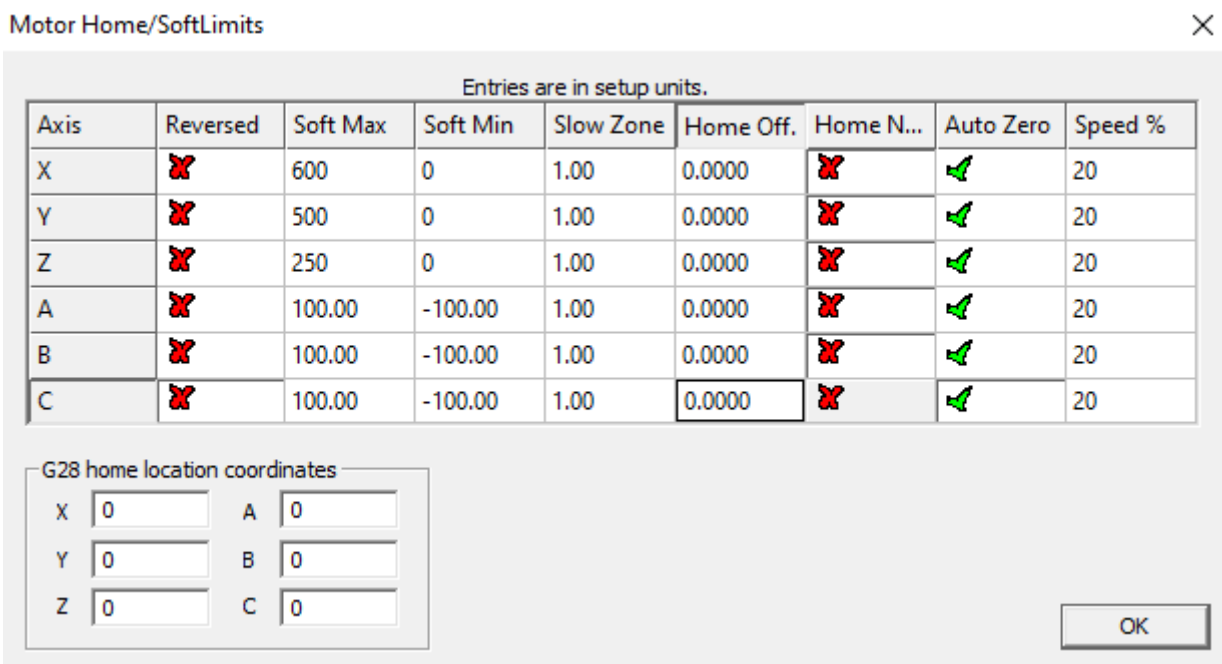 Motor Home/SoftLimits
Entries are in setup units.
Axis Reversed Soft Max Soft Min Slow Zone Home Off. Home N... Auto Zero Speed %
X 600 0 1.00 0.0000 20
Y 500 0 1.00 0.0000 20
Z 250 0 1.00 0.0000 20
A 100.00 -100.00 1.00 0.0000 20
B 100.00 -100.00 1.00 0.0000 20
C 100.00 -100.00 1.00 0.0000 20
G28 home location coordinates
X 0 A 0
Y 0 B 0
Z 0 C 0
OK